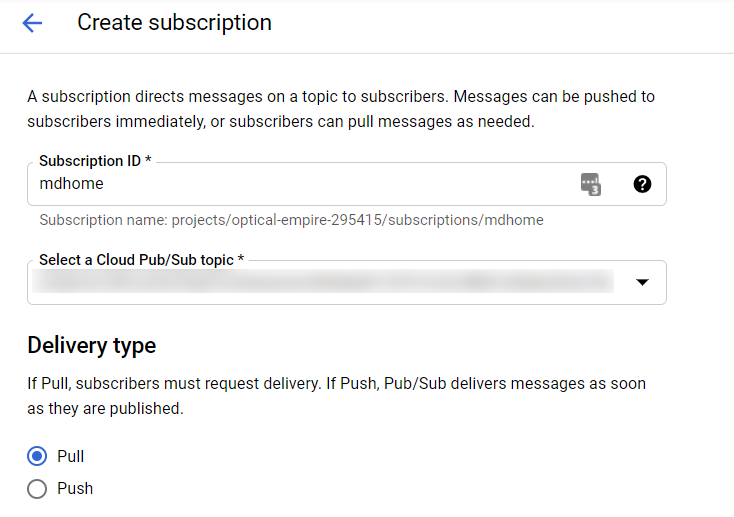 Create subscription
A subscription directs messages on a topic to subscribers. Messages can be pushed to
subscribers immediately, or subscribers can pull messages as needed.
Subscription ID *
mdhome
3
Subscription name: projects/optical-empire-295415/subscriptions/mdhome
Select a Cloud Pub/Sub topic *
Delivery type
If Pull, subscribers must request delivery. If Push, Pub/Sub delivers messages as soon
as they are published.
Pull
Push